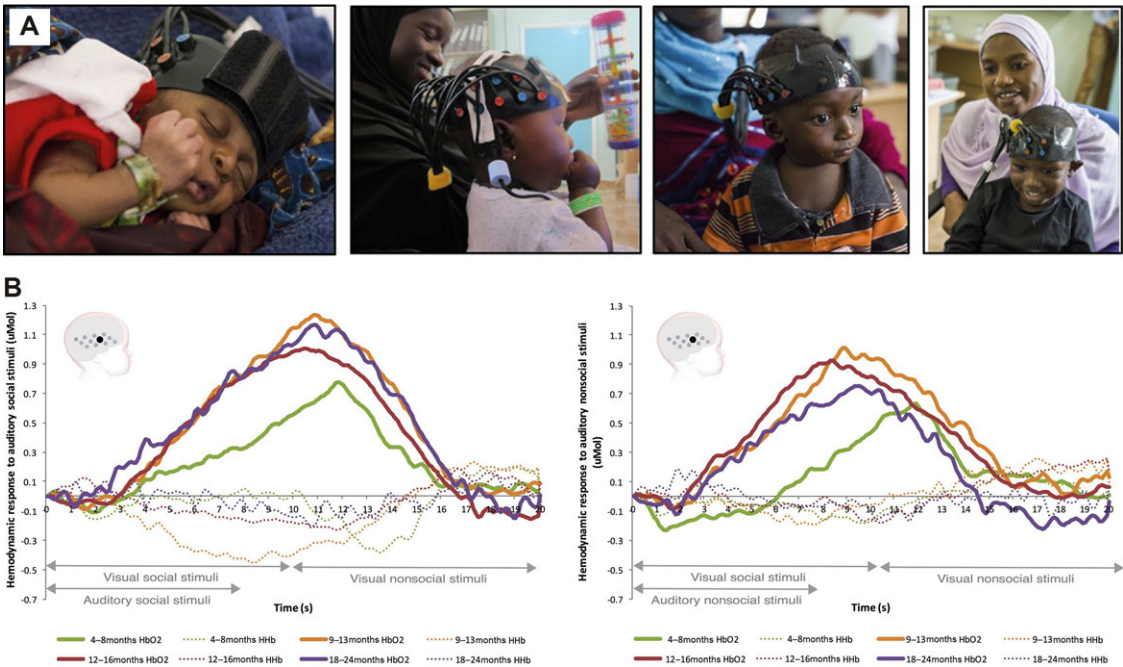 A
B
Hemodynamic response to auditory social stimuli (uMol)
1.3
1.1
0.9
0.7
0.5
0.3
0.1
-0.1
-0.3
-0.5
-0.7
0 1 2 3 4 5 6 7 8 9 10 11 12 13 14 15 16 17 18 19 20
Visual social stimuli
Visual nonsocial stimuli
Auditory social stimuli
Time (s)
4–8months HbO2
4–8months HHb
9–13months HbO2
9–13months HHb
12–16months HbO2
12–16months HHb
18–24months HbO2
18–24months HHb
Hemodynamic response to auditory nonsocial stimuli
(uMol)
1.3
1.1
0.9
0.7
0.5
0.3
0.1
-0.1
-0.3
-0.5
-0.7
0 1 2 3 4 5 6 7 8 9 10 11 12 13 14 15 16 17 18 19 20
Visual social stimuli
Visual nonsocial stimuli
Auditory nonsocial stimuli
Time (s)
4–8months HbO2
4–8months HHb
9–13months HbO2
9–13months HHb
12–16months HbO2
12–16months HHb
18–24months HbO2
18–24months HHb